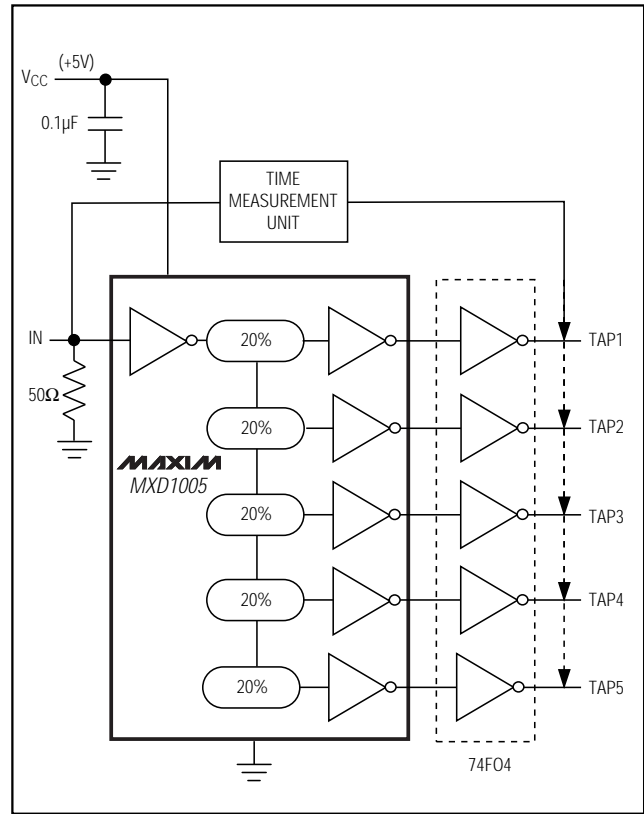 (+5V)
VCC
0.1µF
TIME
MEASUREMENT
UNIT
IN
20%
TAP1
50Ω
20%
TAP2
MAXIM
MXD1005
20%
TAP3
20%
TAP4
20%
TAP5
74FO4